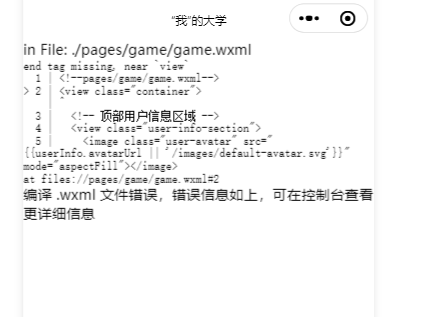 “我”的大学
in File: ./pages/game/game.wxml
end tag missing, near `view`
1 | <!--pages/game/game.wxml-->
> 2 | <view class="container">
| ^
3 | <!-- 顶部用户信息区域 -->
4 | <view class="user-info-section">
5 | <image class="user-avatar" src="
{{userInfo.avatarUrl || '/images/default-avatar.svg'}}"
mode="aspectFill"></image>
at files://pages/game/game.wxml#2
编译 .wxml 文件错误，错误信息如上，可在控制台查看
更详细信息